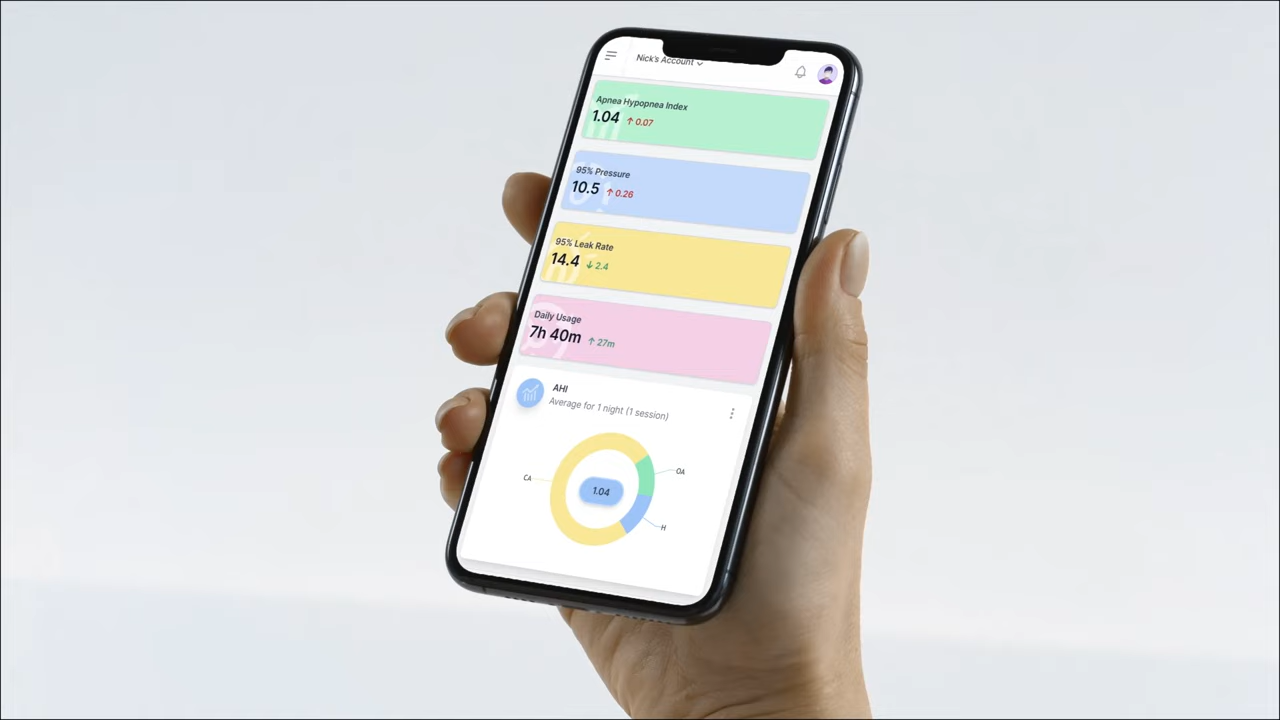 Nick's Account
Apnea Hypopnea Index
1.04 ↑ 0.07
95% Pressure
10.5 ↑ 0.26
95% Leak Rate
14.4 ↓ 2.4
Daily Usage
7h 40m ↑ 27m
AHI
Average for 1 night (1 session)
CA
OA
1.04
H